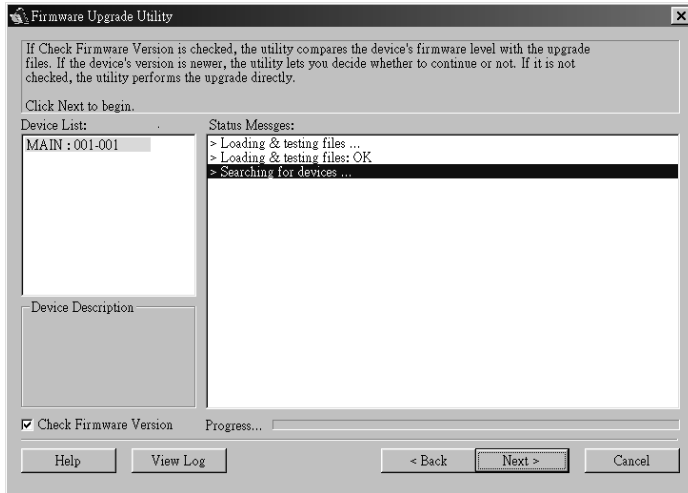 Firmware Upgrade Utility
If Check Firmware Version is checked, the utility compares the device's firmware level with the upgrade
files. If the device's version is newer, the utility lets you decide whether to continue or not. If it is not
checked, the utility performs the upgrade directly.
Click Next to begin.
Device List:
Status Messges:
MAIN : 001-001
> Loading & testing files ...
> Loading & testing files: OK
> Searching for devices ...
Device Description
Check Firmware Version
Progress...
Help
View Log
< Back
Next >
Cancel